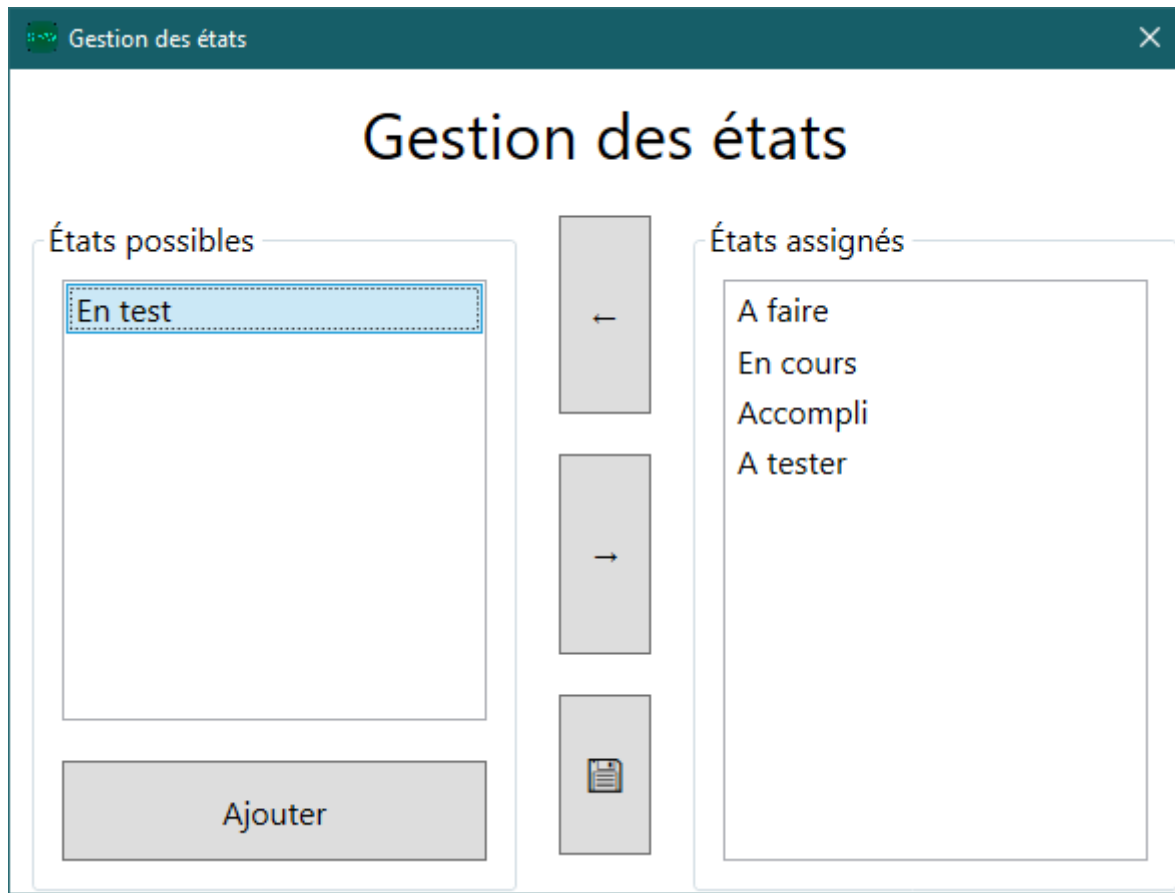 Gestion des états
Gestion des états
États possibles
En test
Ajouter
←
→
États assignés
A faire
En cours
Accompli
A tester